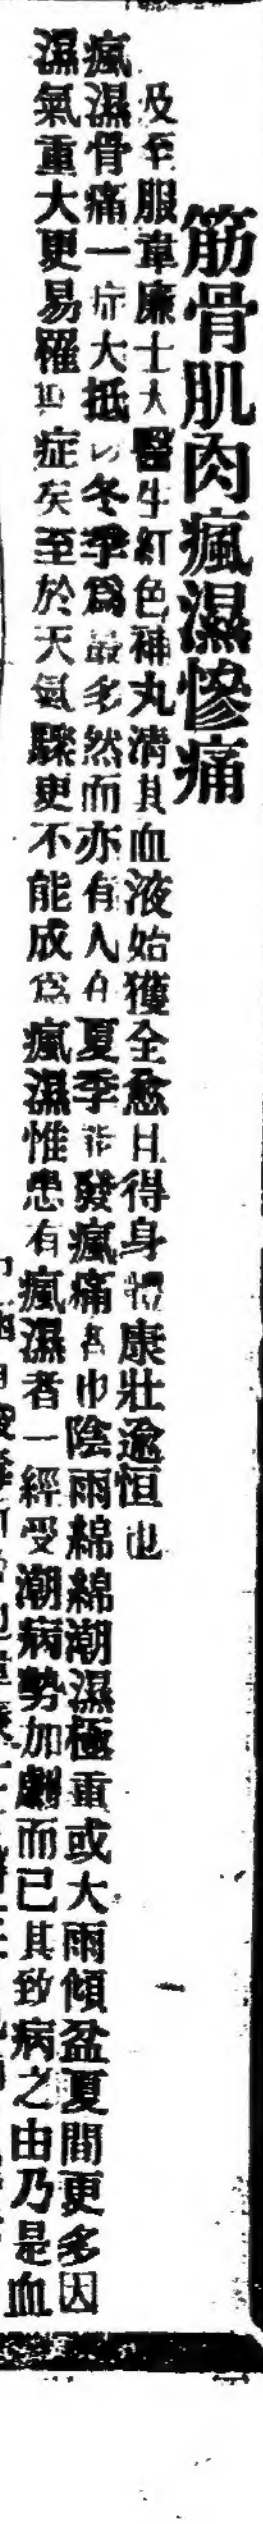 筋骨肌肉瘋濕慘痛
及至服韋廉士大醫生紅色補丸清其血液始獲全愈且得身體康壯逾恒也
瘋濕骨痛一症大抵以冬季爲最多然而亦有人在夏季能發瘋痛者巾陰雨綿綿潮濕極重或大雨傾盆夏間更多因
濕氣重大更易罹此症矣至於天氣驟更不能成爲瘋濕惟患有瘋濕者一經受潮病勢加劇而已其致病之由乃是血